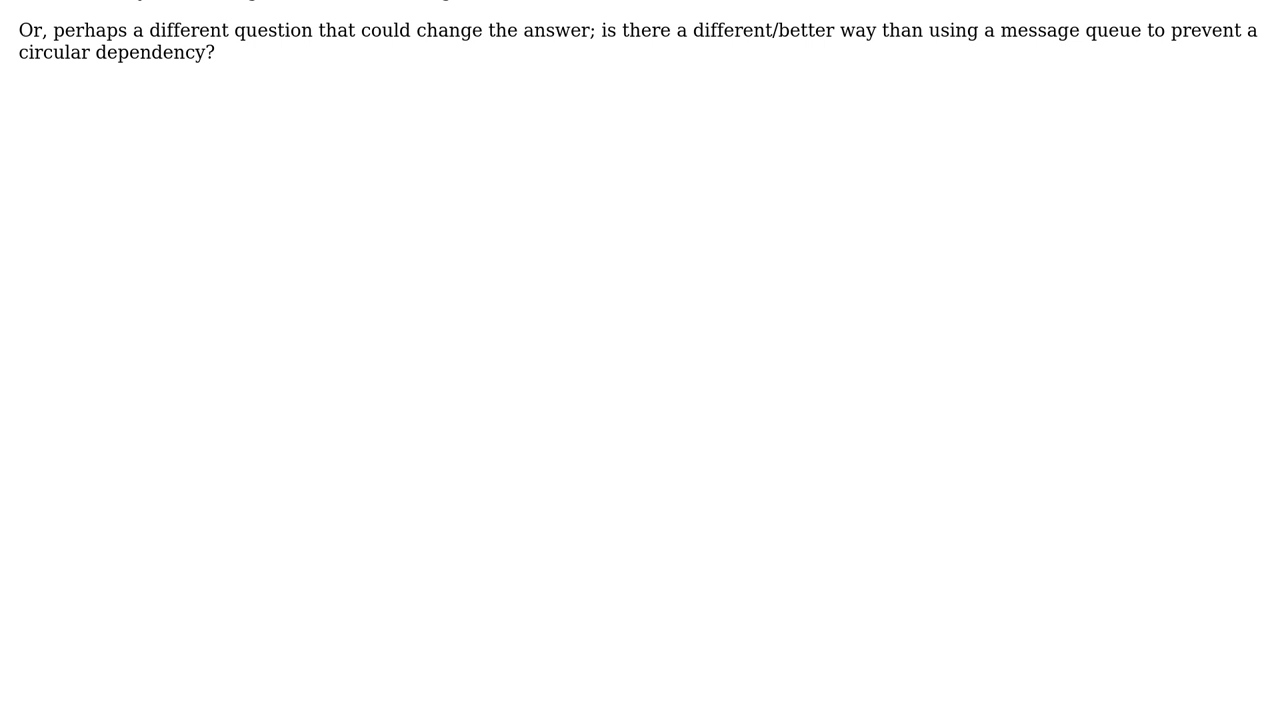 Or, perhaps a different question that could change the answer; is there a different/better way than using a message queue to prevent a
circular dependency?